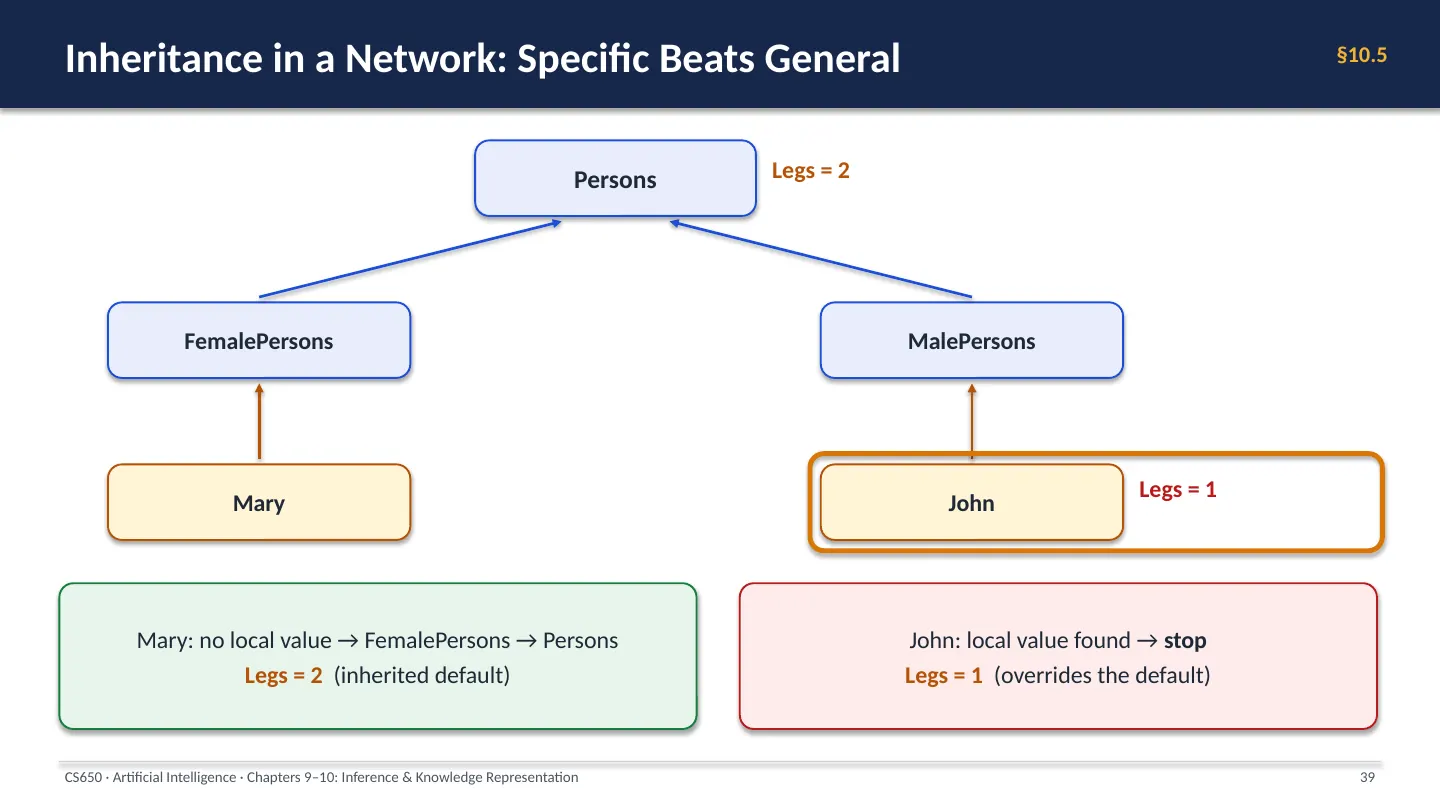 Inheritance in a Network: Specific Beats General
§10.5
Persons
Legs = 2
FemalePersons
MalePersons
Mary
John
Legs = 1
Mary: no local value → FemalePersons → Persons
Legs = 2 (inherited default)
John: local value found → stop
Legs = 1 (overrides the default)
CS650 · Artificial Intelligence · Chapters 9–10: Inference & Knowledge Representation
39